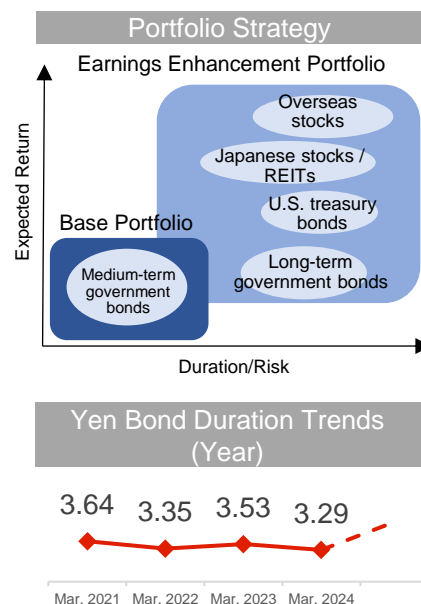 Portfolio Strategy
Earnings Enhancement Portfolio
Expected Return
Overseas
stocks
Japanese stocks /
REITs
U.S. treasury
bonds
Base Portfolio
Medium-term
government
bonds
Long-term
government bonds
Duration/Risk
Yen Bond Duration Trends
(Year)
3.64 3.35 3.53 3.29
Mar. 2021 Mar. 2022 Mar. 2023 Mar. 2024